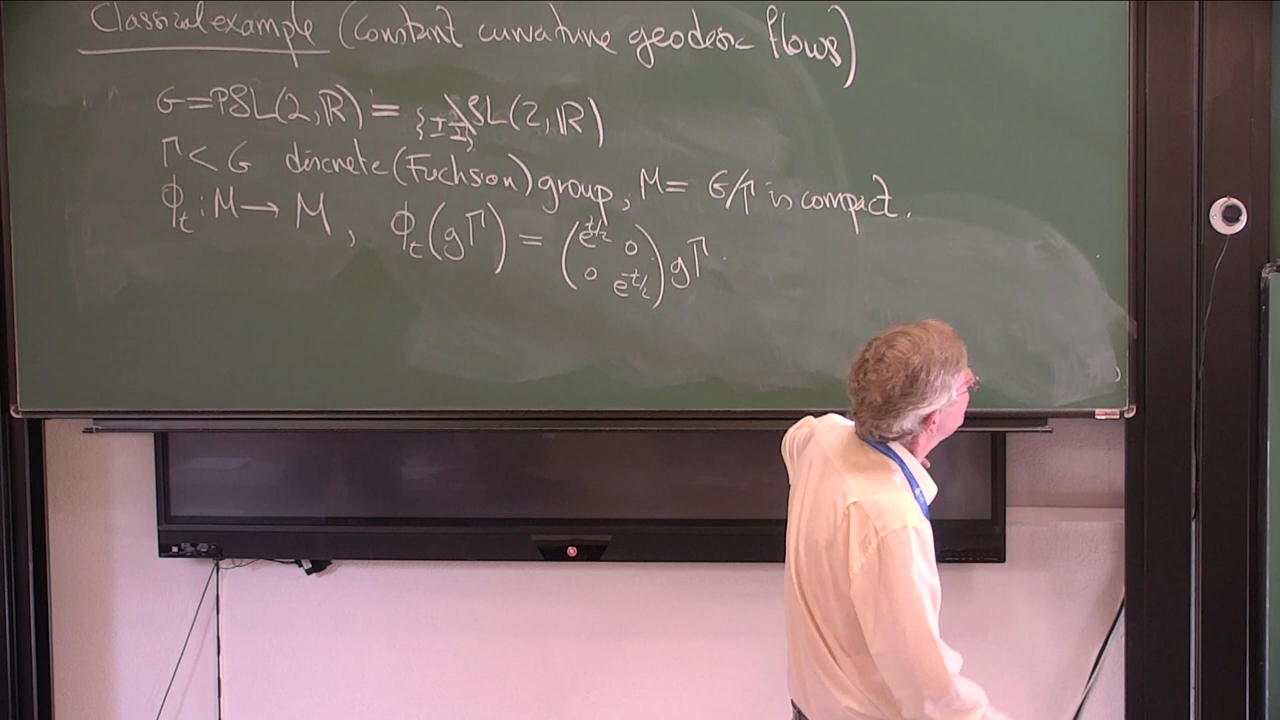 Classical example (constant curvature geodesic flows)
G=PSL(2,ℝ) = {±I}\SL(2,ℝ)
Γ<G discrete (Fuchsian) group, M= G/Γ is compact.
ϕ_t : M → M, ϕ_t(gΓ) = (e^{t/2} 0
0 e^{-t/2}) gΓ.